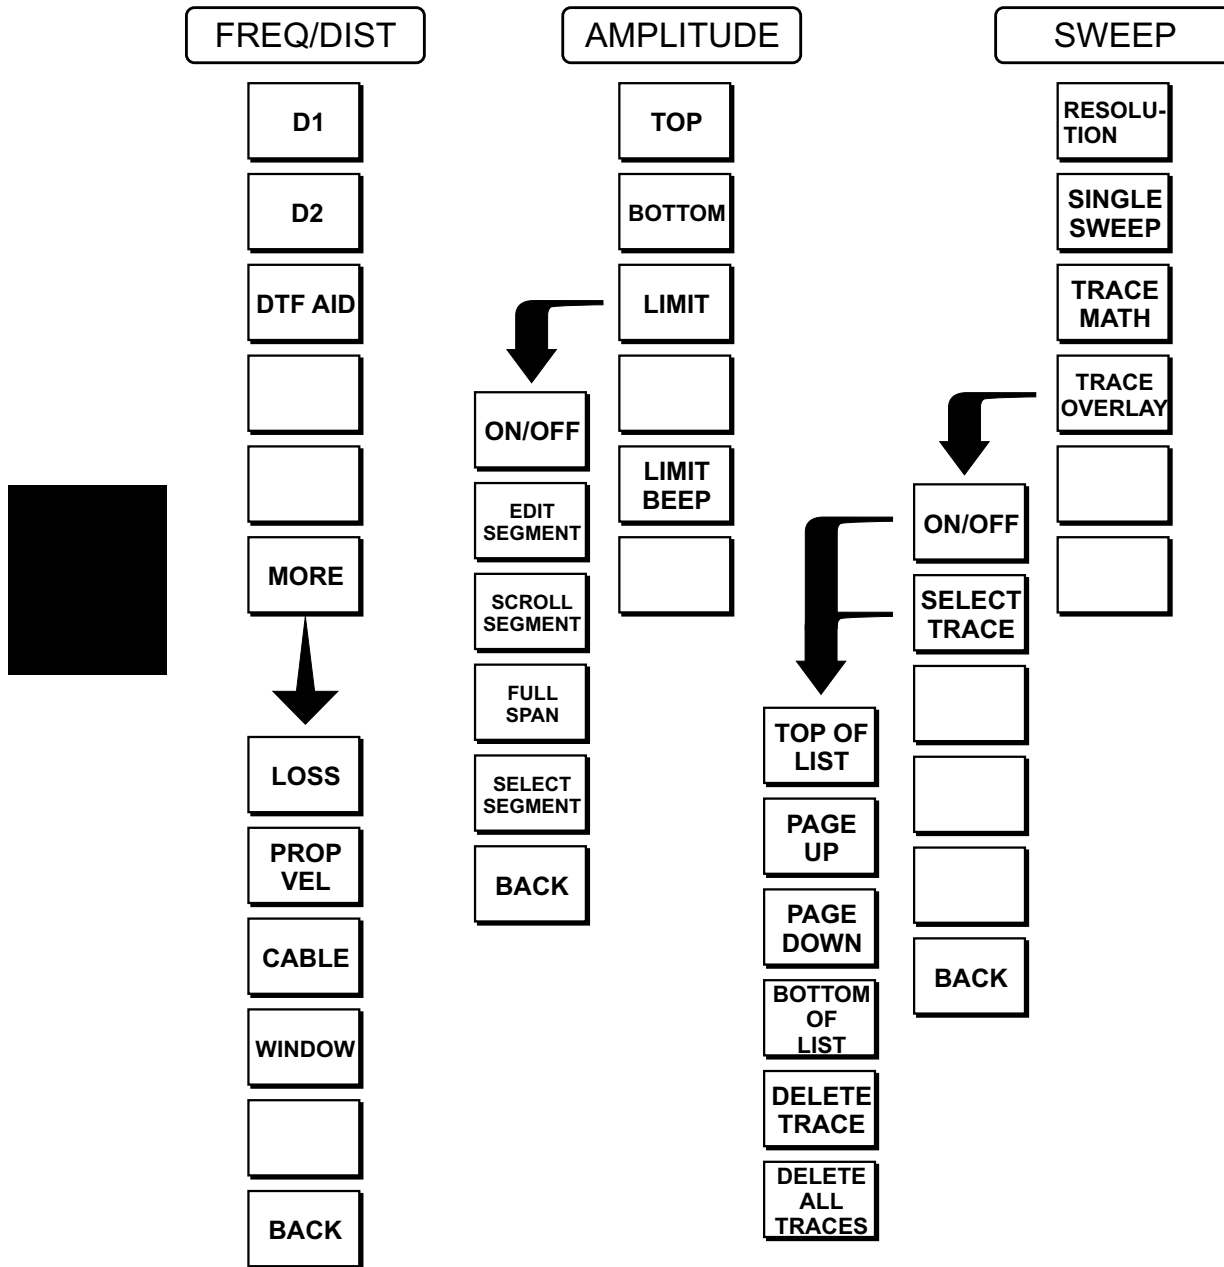 FREQ/DIST
D1
D2
DTF AID
MORE
LOSS
PROP
VEL
CABLE
WINDOW
BACK
AMPLITUDE
TOP
BOTTOM
LIMIT
LIMIT
BEEP
ON/OFF
EDIT
SEGMENT
SCROLL
SEGMENT
FULL
SPAN
SELECT
SEGMENT
BACK
SWEEP
RESOLU-
TION
SINGLE
SWEEP
TRACE
MATH
TRACE
OVERLAY
ON/OFF
SELECT
TRACE
BACK
TOP OF
LIST
PAGE
UP
PAGE
DOWN
BOTTOM
OF
LIST
DELETE
TRACE
DELETE
ALL
TRACES